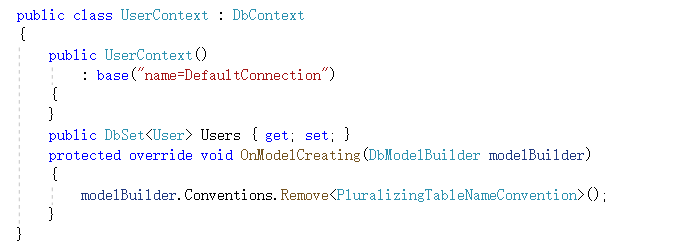 public class UserContext : DbContext
{
    public UserContext()
        : base("name=DefaultConnection")
    {
    }
    public DbSet<User> Users { get; set; }
    protected override void OnModelCreating(DbModelBuilder modelBuilder)
    {
        modelBuilder.Conventions.Remove<PluralizingTableNameConvention>();
    }
}